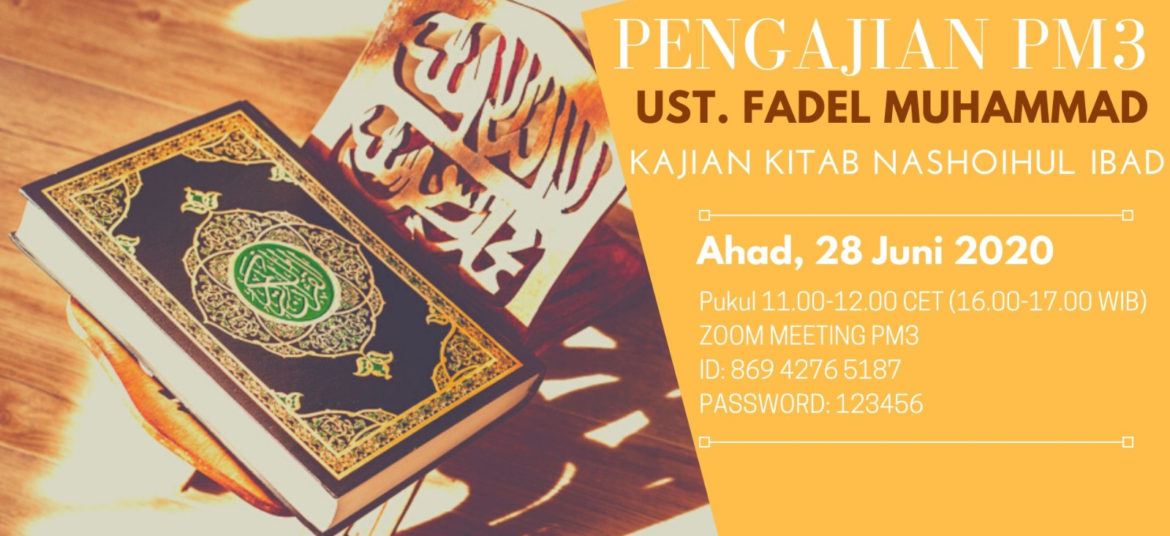 PENGAJIAN PM3
UST. FADEL MUHAMMAD
KAJIAN KITAB NASHOIHUL IBAD
Ahad, 28 Juni 2020
Pukul 11.00-12.00 CET (16.00-17.00 WIB)
ZOOM MEETING PM3
ID: 869 4276 5187
PASSWORD: 123456